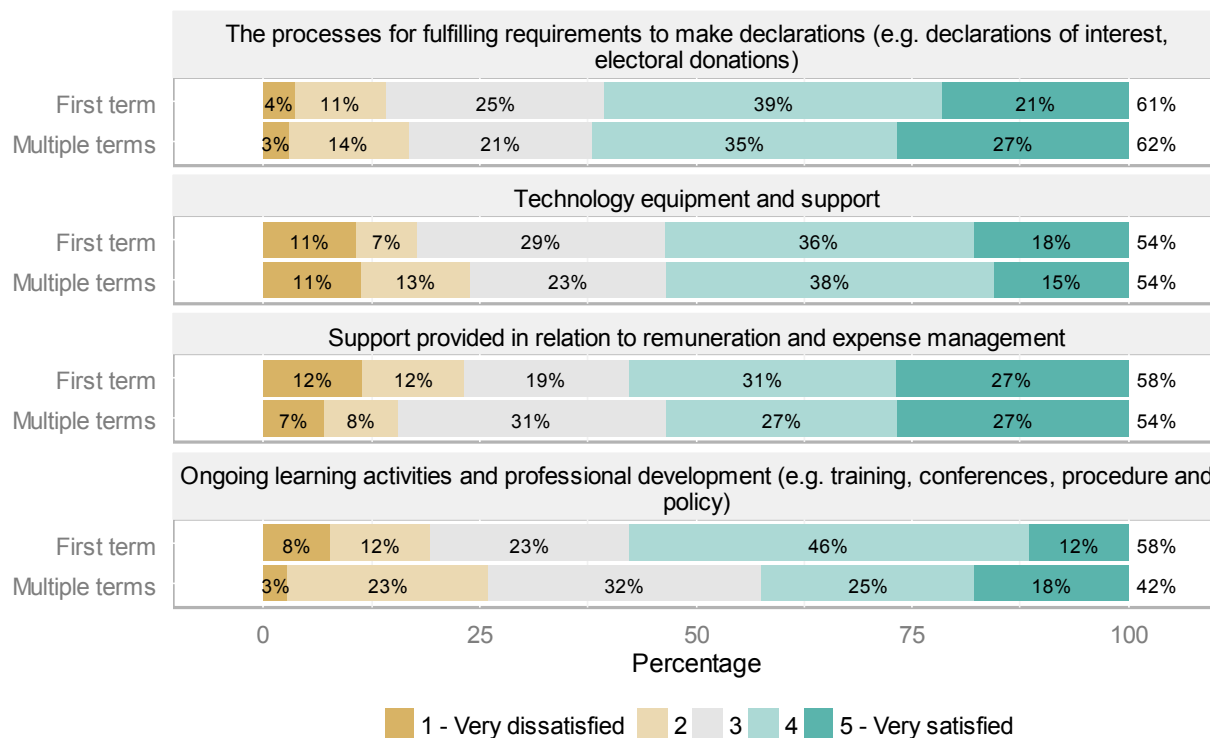 The processes for fulfilling requirements to make declarations (e.g. declarations of interest,
electoral donations)
First term 4% 11% 25% 39% 21% 61%
Multiple terms 3% 14% 21% 35% 27% 62%
Technology equipment and support
First term 11% 7% 29% 36% 18% 54%
Multiple terms 11% 13% 23% 38% 15% 54%
Support provided in relation to remuneration and expense management
First term 12% 12% 19% 31% 27% 58%
Multiple terms 7% 8% 31% 27% 27% 54%
Ongoing learning activities and professional development (e.g. training, conferences, procedure and
policy)
First term 8% 12% 23% 46% 12% 58%
Multiple terms 3% 23% 32% 25% 18% 42%
0 25 50 75 100
Percentage
1 - Very dissatisfied 2 3 4 5 - Very satisfied